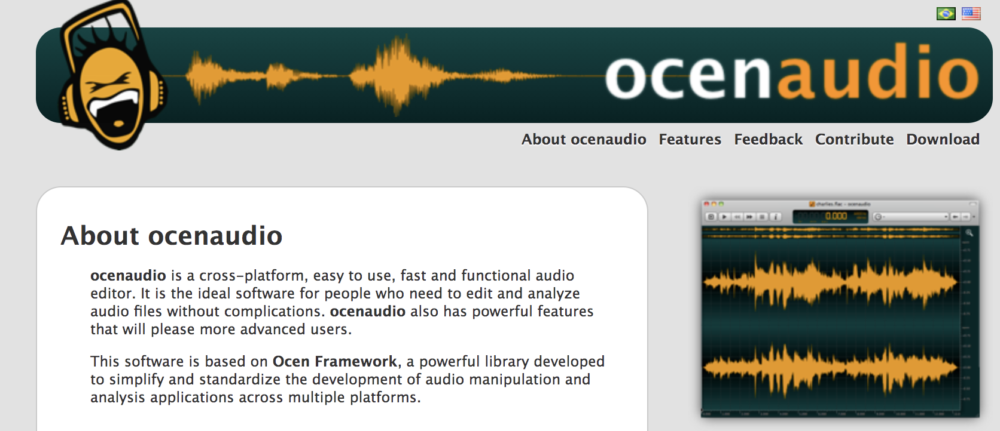 ocenaudio
About ocenaudio Features Feedback Contribute Download
About ocenaudio
ocenaudio is a cross-platform, easy to use, fast and functional audio
editor. It is the ideal software for people who need to edit and analyze
audio files without complications. ocenaudio also has powerful features
that will please more advanced users.
This software is based on Ocen Framework, a powerful library developed
to simplify and standardize the development of audio manipulation and
analysis applications across multiple platforms.
charlies.flac - ocenaudio
0.000